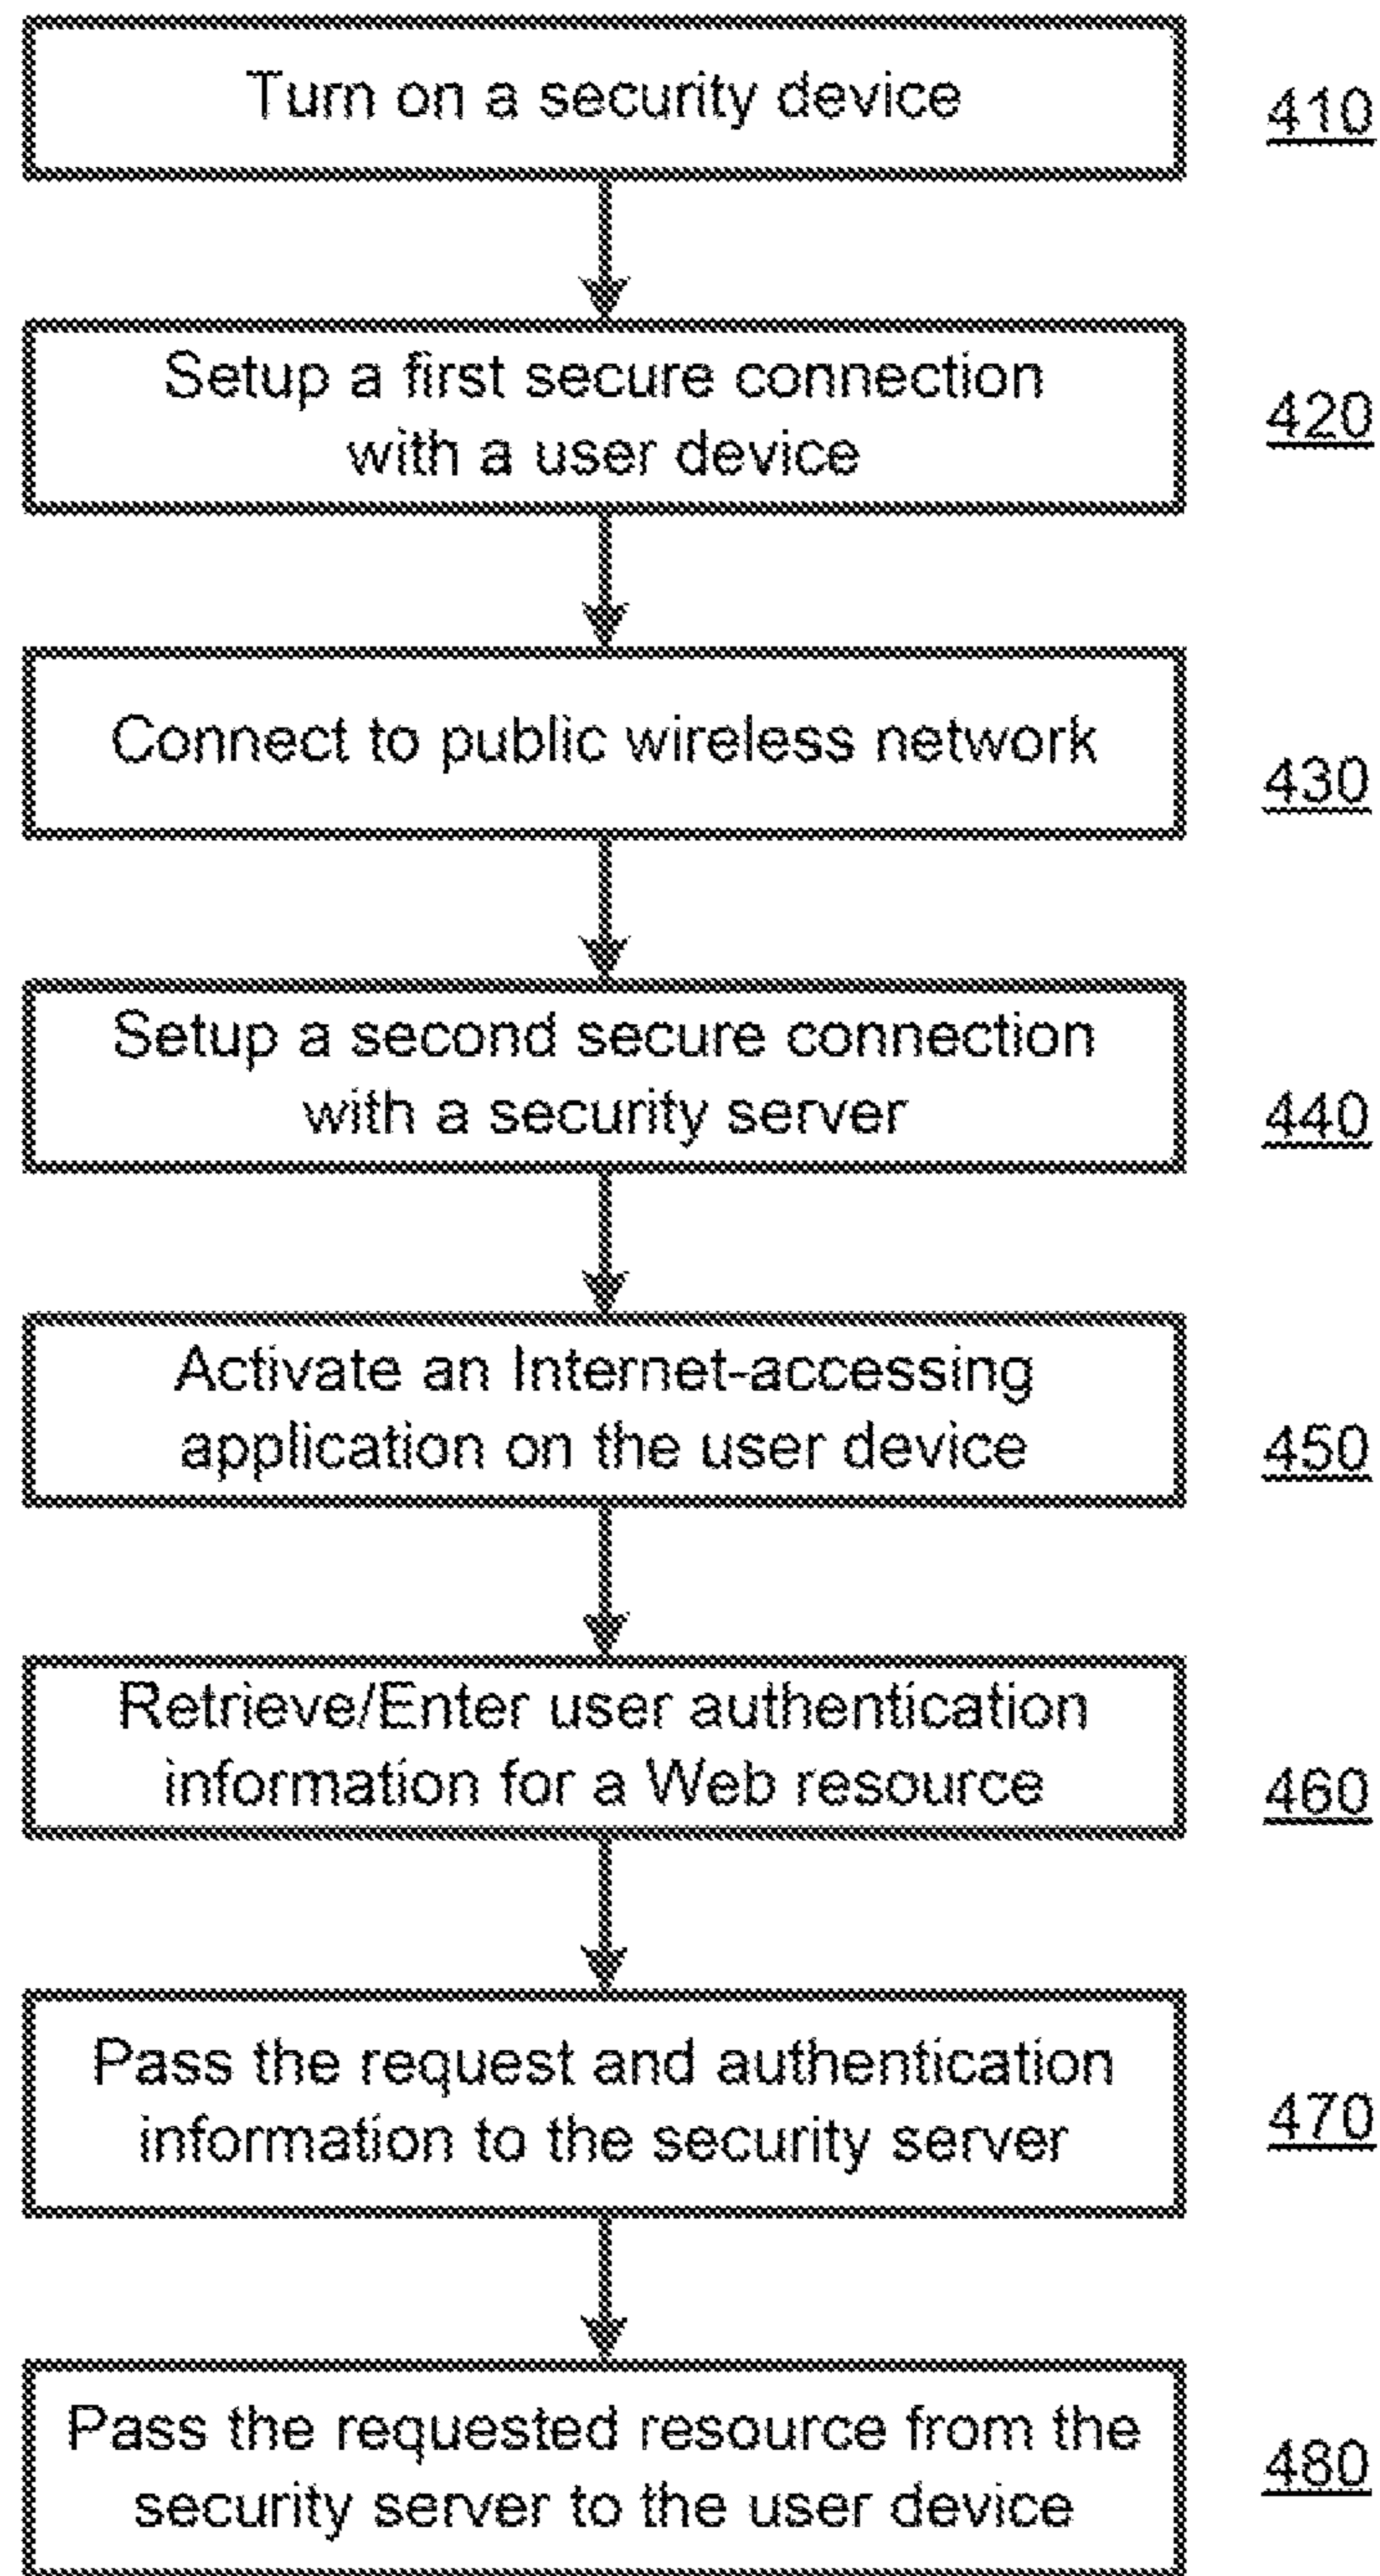 Turn on a security device
410
Setup a first secure connection
with a user device
420
Connect to public wireless network
430
Setup a second secure connection
with a security server
440
Activate an Internet-accessing
application on the user device
450
Retrieve/Enter user authentication
information for a Web resource
460
Pass the request and authentication
information to the security server
470
Pass the requested resource from the
security server to the user device
480